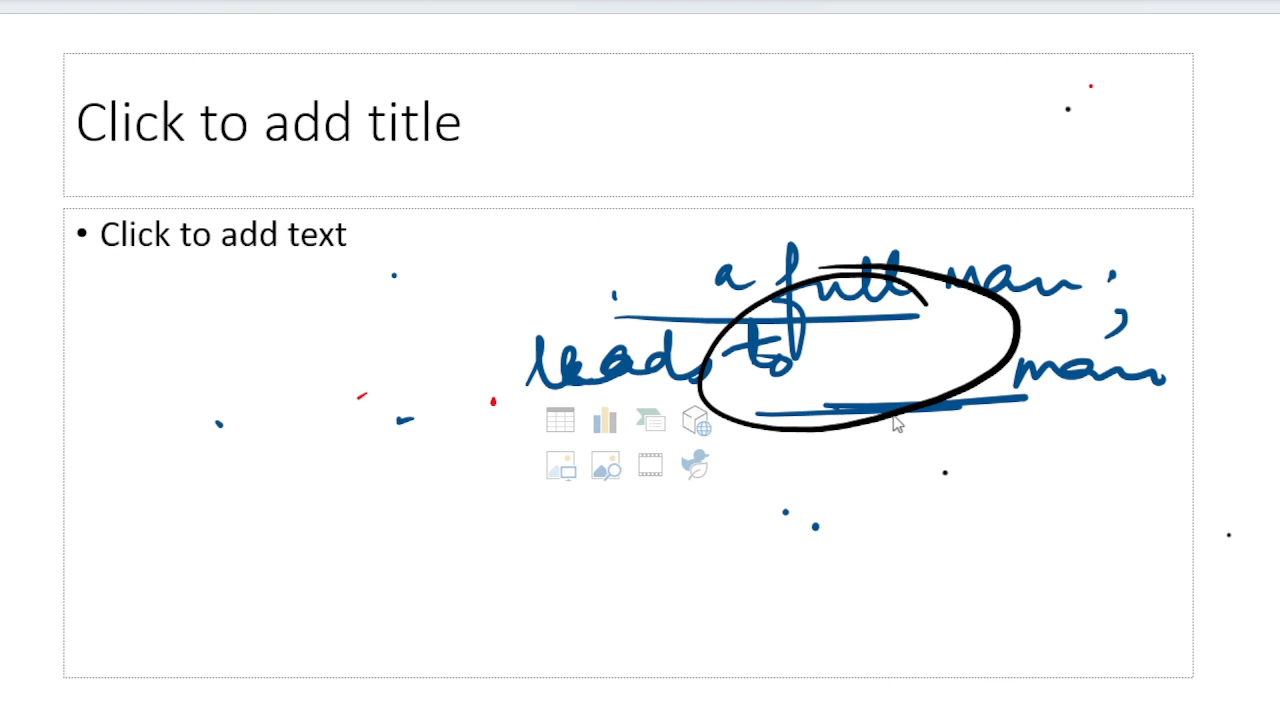 Click to add title
• Click to add text
a full man;
leads to man